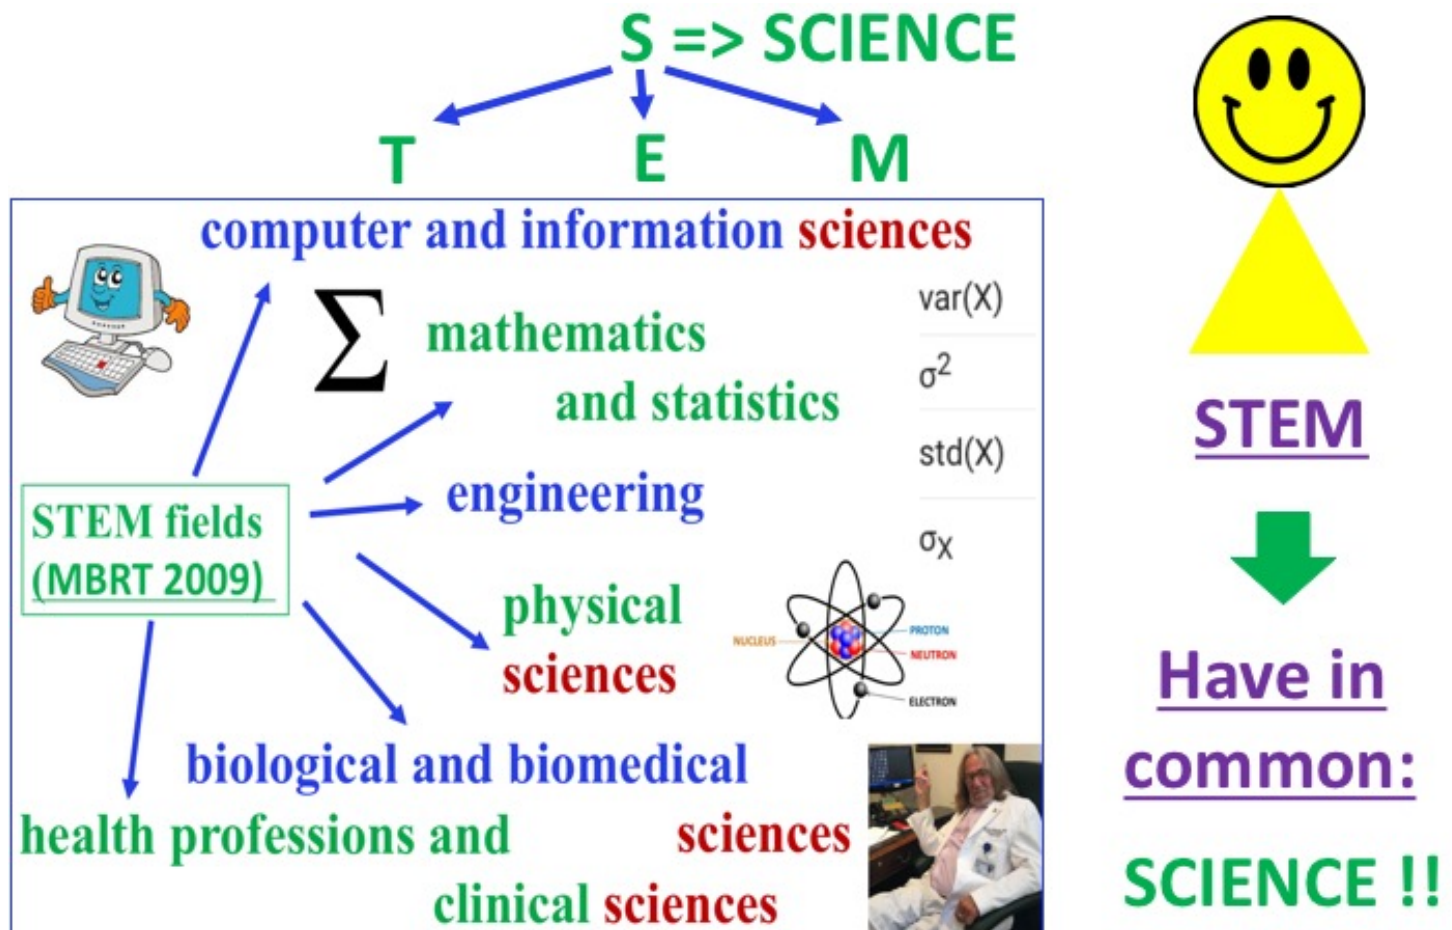 S => SCIENCE
T E M
computer and information sciences
∑ mathematics
and statistics
var(X)
σ²
std(X)
σX
engineering
STEM fields
(MBRT 2009)
physical
sciences
NUCLEUS
PROTON
NEUTRON
ELECTRON
biological and biomedical
sciences
health professions and
clinical sciences
STEM
Have in
common:
SCIENCE !!